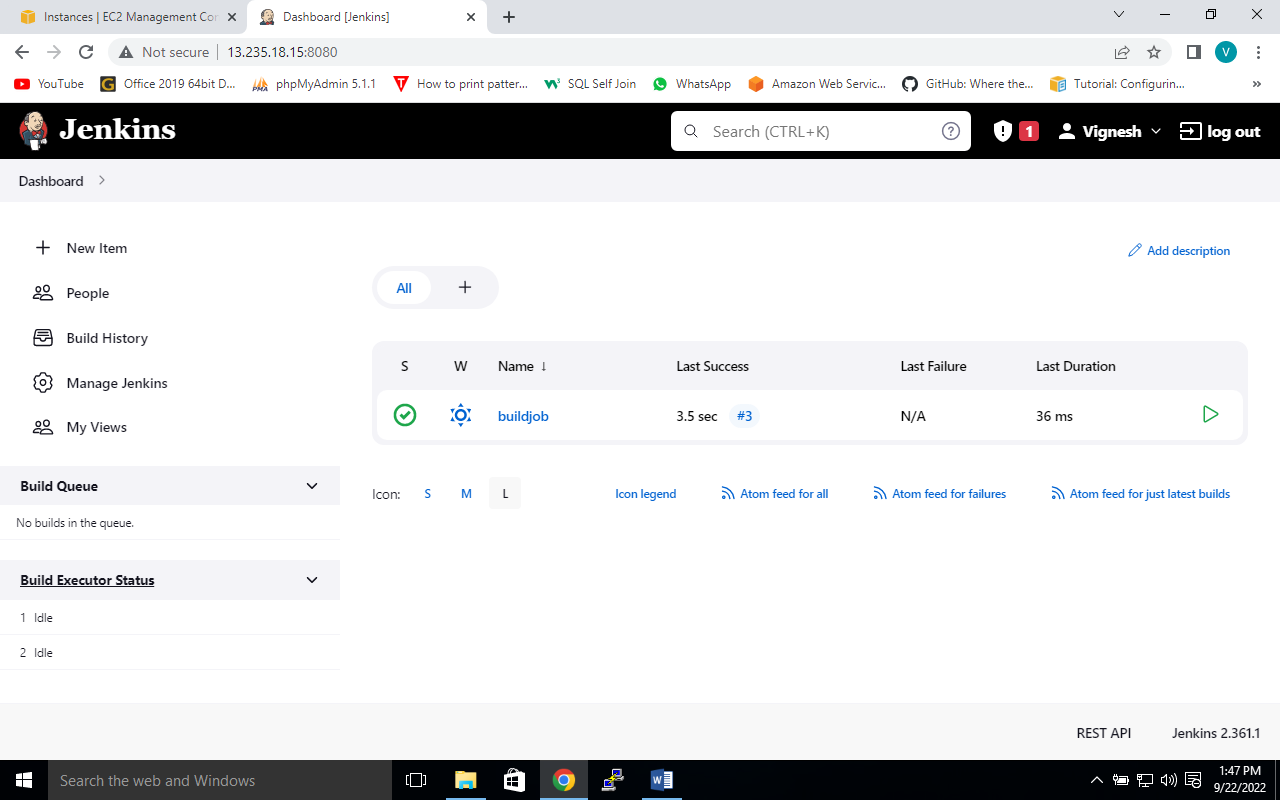 Instances | EC2 Management Con
Dashboard [Jenkins]
Not secure
13.235.18.15:8080
V
YouTube
Office 2019 64bit D...
phpMyAdmin 5.1.1
How to print patter...
SQL Self Join
WhatsApp
Amazon Web Servic...
GitHub: Where the...
Tutorial: Configurin...
»
Jenkins
Search (CTRL+K)
1
Vignesh
log out
Dashboard
New Item
People
Build History
Manage Jenkins
My Views
Build Queue
No builds in the queue.
Build Executor Status
1 Idle
2 Idle
Add description
All +
S W Name ↓ Last Success Last Failure Last Duration
buildjob 3.5 sec #3 N/A 36 ms
Icon: S M L
Icon legend
Atom feed for all
Atom feed for failures
Atom feed for just latest builds
REST API
Jenkins 2.361.1
Search the web and Windows
1:47 PM
9/22/2022